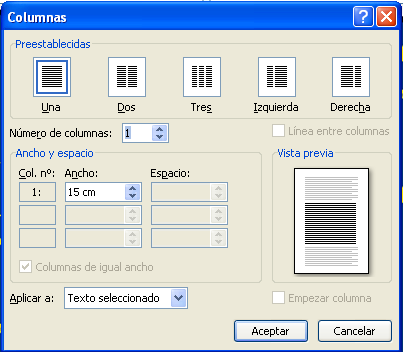 Columnas
Preestablecidas
Una Dos Tres Izquierda Derecha
Número de columnas: 1
Línea entre columnas
Ancho y espacio
Col. nº: Ancho: Espacio:
1: 15 cm
Columnas de igual ancho
Vista previa
Aplicar a: Texto seleccionado
Empezar columna
Aceptar Cancelar